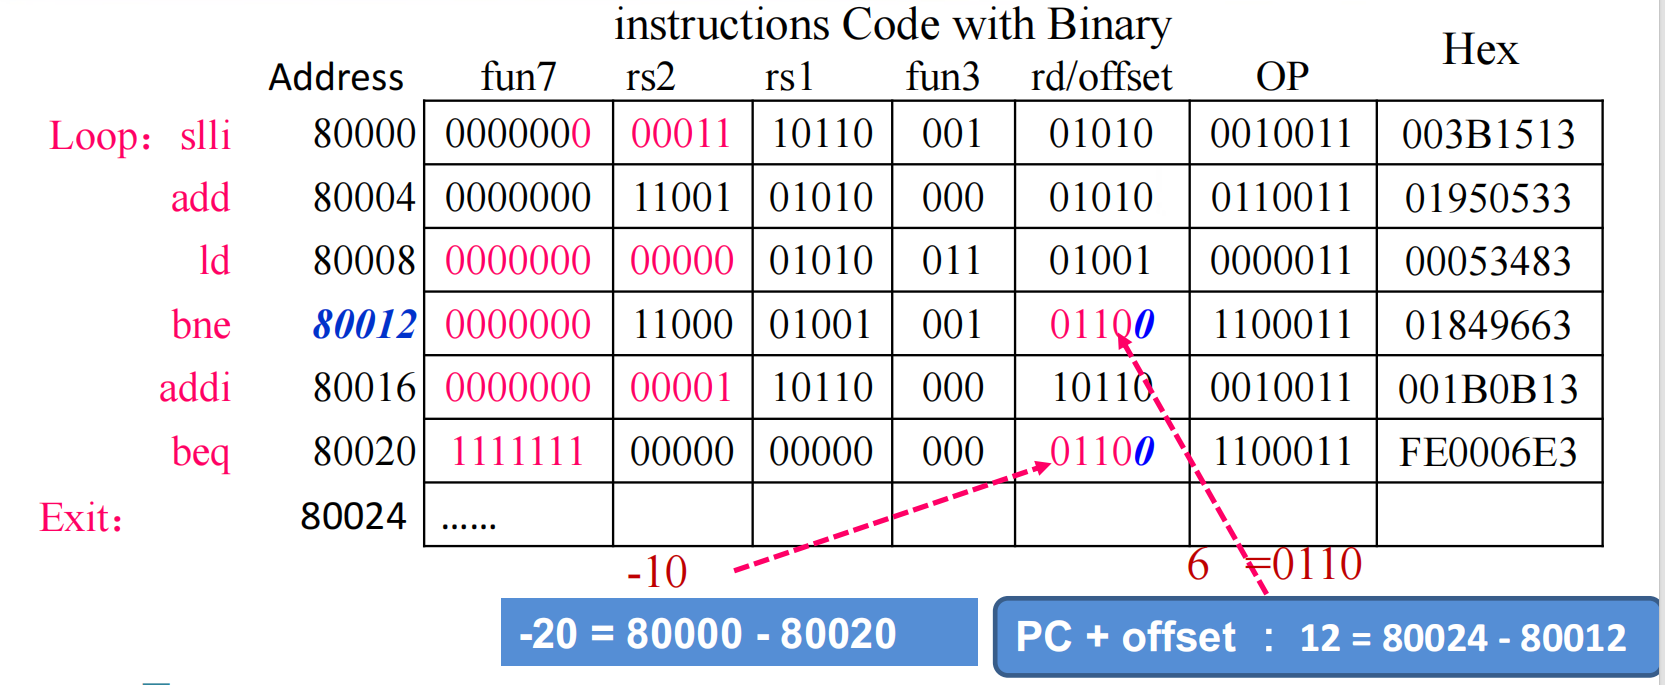 instructions Code with Binary
Hex
Address fun7 rs2 rs1 fun3 rd/offset OP
Loop： slli 80000 0000000 00011 10110 001 01010 0010011 003B1513
add 80004 0000000 11001 01010 000 01010 0110011 01950533
ld 80008 0000000 00000 01010 011 01001 0000011 00053483
bne 80012 0000000 11000 01001 001 01100 1100011 01849663
addi 80016 0000000 00001 10110 000 10110 0010011 001B0B13
beq 80020 1111111 00000 00000 000 01100 1100011 FE0006E3
Exit： 80024 ......
-10 6 =0110
-20 = 80000 - 80020
PC + offset ： 12 = 80024 - 80012